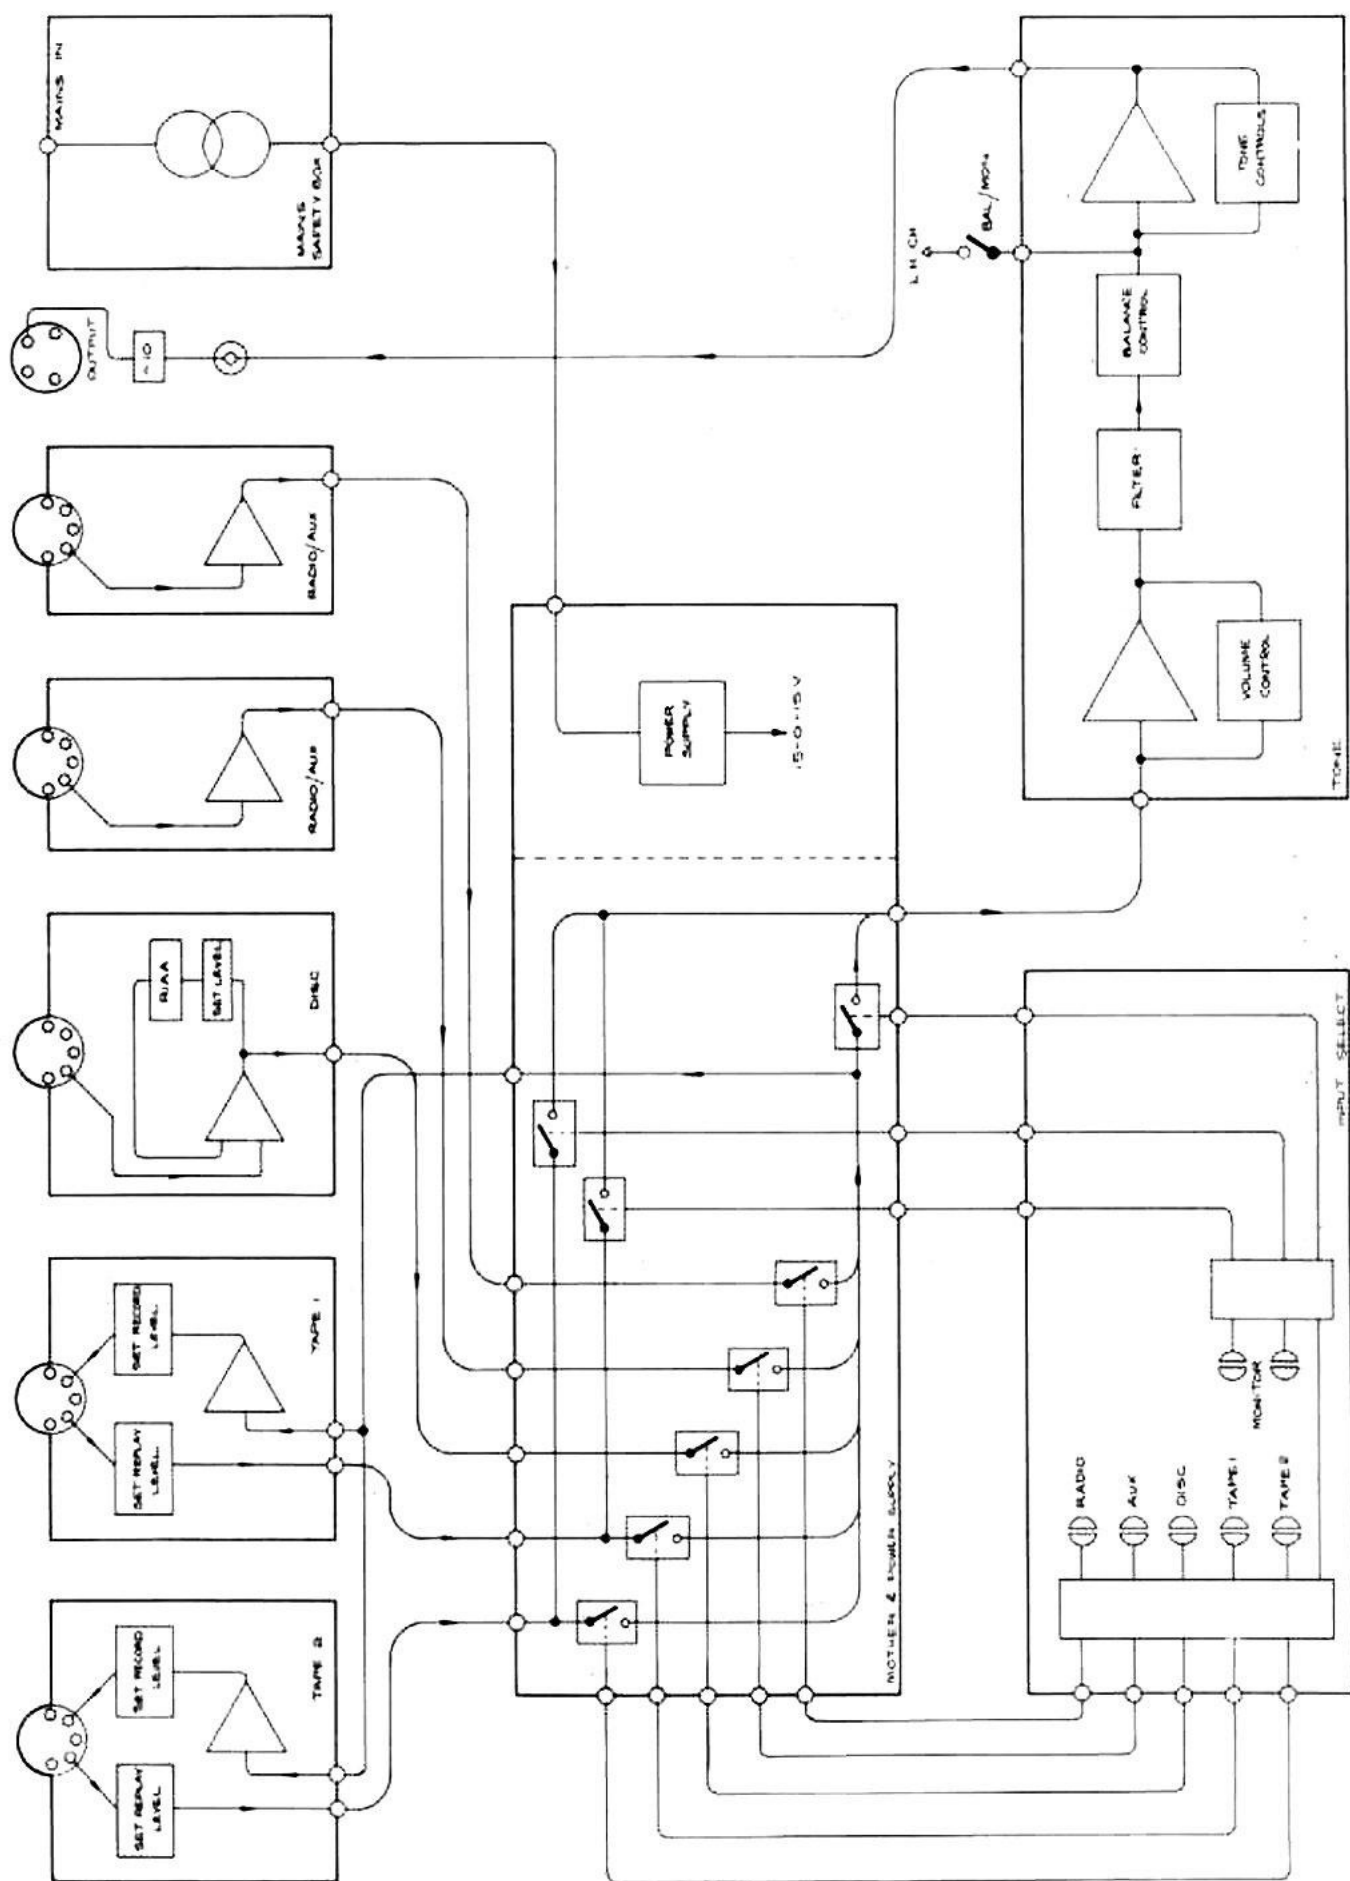 MAINS IN
MAINS
SAFETY BOX
OUTPUT
RADIO/AUX
RADIO/AUX
RIAA
SET LEVEL
DISC
SET RECORD
LEVEL.
SET REPLAY
LEVEL.
TAPE 1
SET RECORD
LEVEL
SET REPLAY
LEVEL
TAPE 2
POWER
SUPPLY
15-0-15V
MOTHER & POWER SUPPLY
L H CH
BAL/MON
TONE
CONTROLS
BALANCE
CONTROL
FILTER
VOLUME
CONTROL
TONE
INPUT SELECT
MONITOR
RADIO
AUX
DISC
TAPE 1
TAPE 2